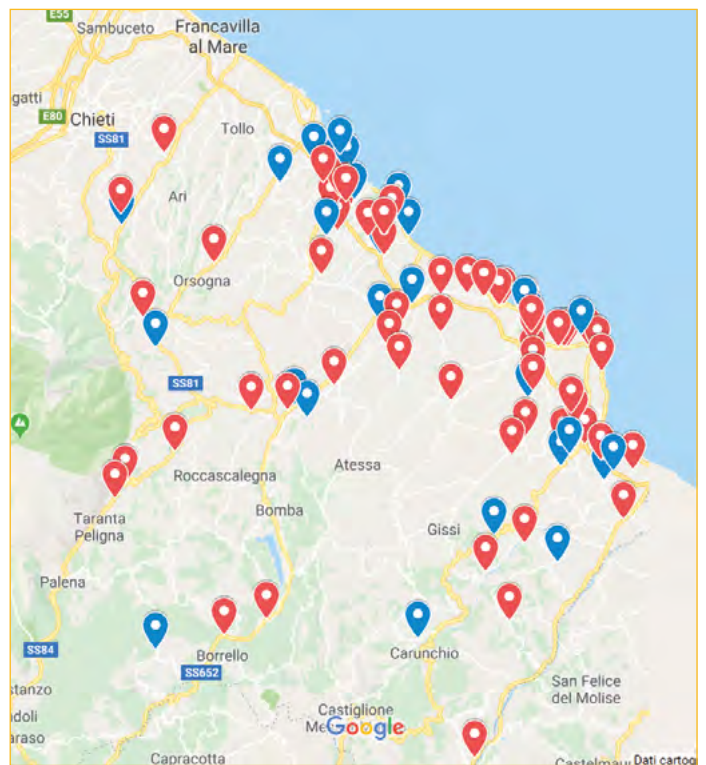 E55
Sambuceto
Francavilla
al Mare
gatti
E80
Chieti
SS81
Tollo
Ari
Orsogna
SS81
Roccascalegna
Atessa
Bomba
Taranta
Peligna
Gissi
Palena
SS84
Borrello
SS652
Carunchio
San Felice
del Molise
stanzo
Castiglione
Google
ndoli
araso
Capracotta
Castelmau
Dati cartog